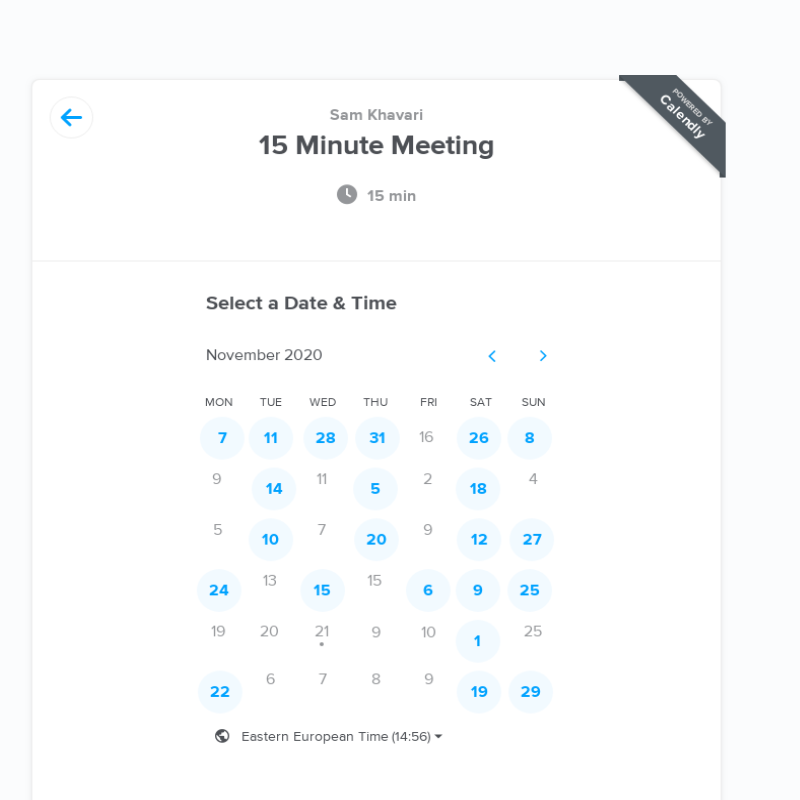 POWERED BY
Calendly
Sam Khavari
15 Minute Meeting
15 min
Select a Date & Time
November 2020
MON TUE WED THU FRI SAT SUN
7 11 28 31 16 26 8
9 14 11 5 2 18 4
5 10 7 20 9 12 27
24 13 15 15 6 9 25
19 20 21 9 10 1 25
22 6 7 8 9 19 29
Eastern European Time (14:56)